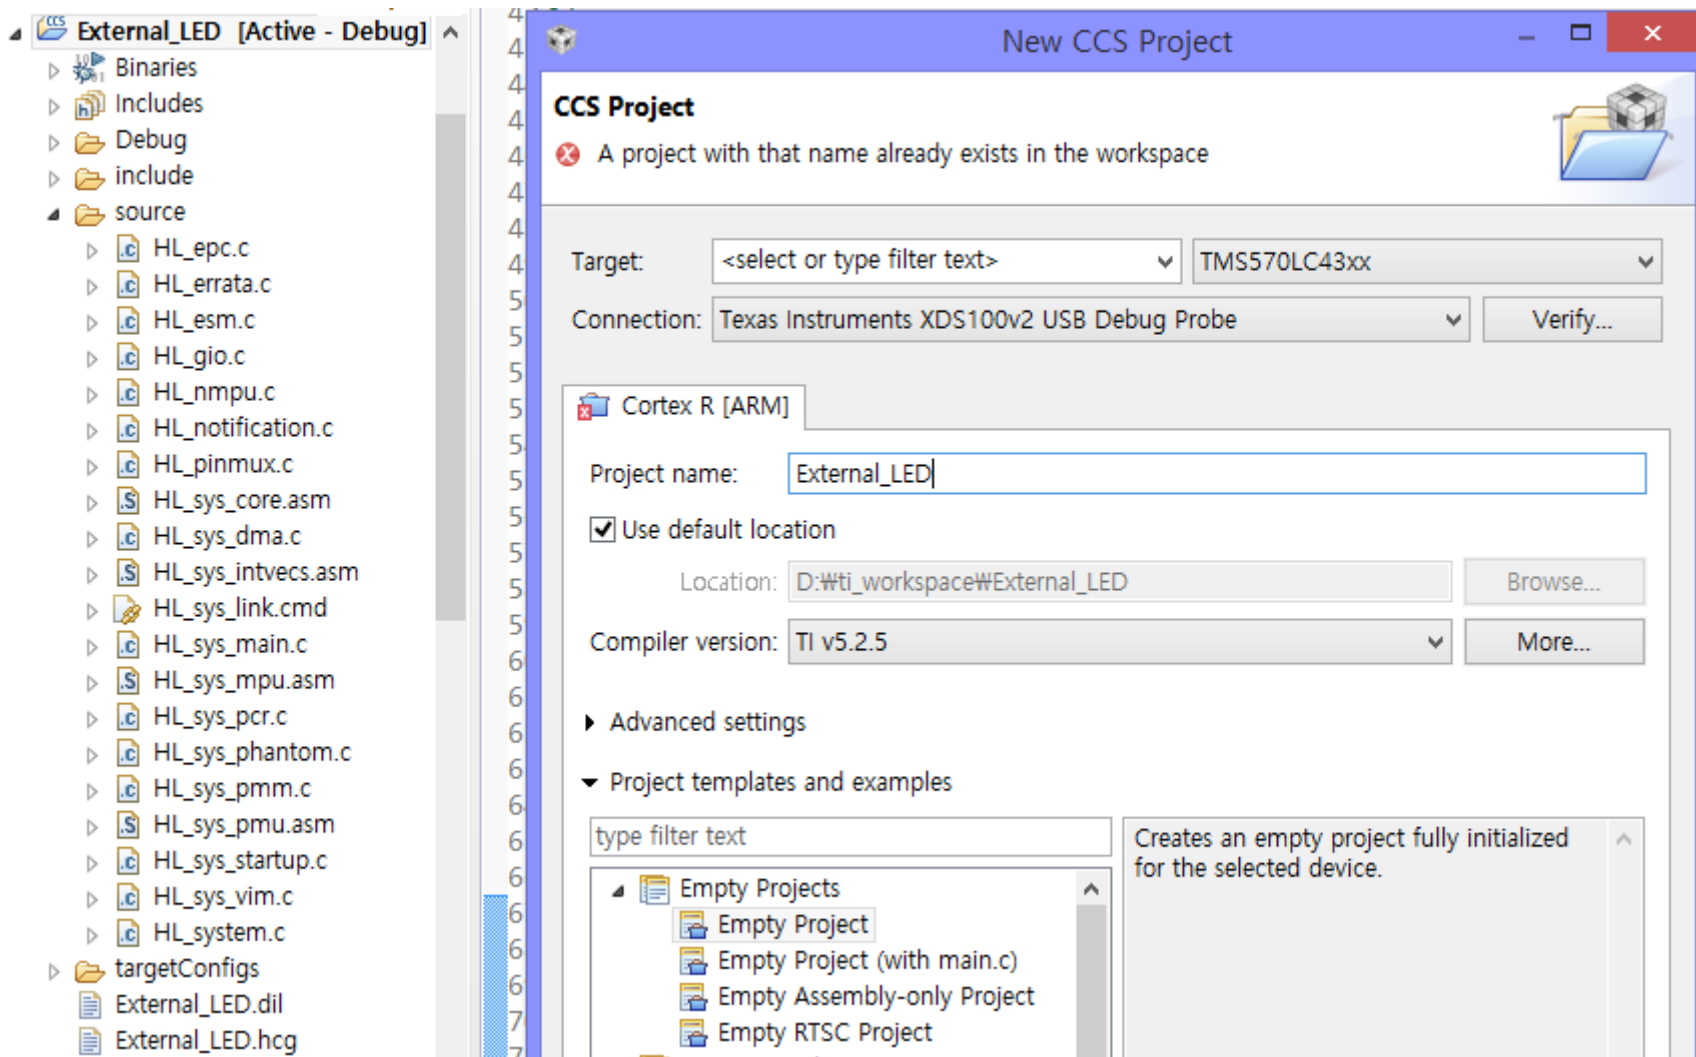 External_LED [Active - Debug]
Binaries
Includes
Debug
include
source
HL_epc.c
HL_errata.c
HL_esm.c
HL_gio.c
HL_nmpu.c
HL_notification.c
HL_pinmux.c
HL_sys_core.asm
HL_sys_dma.c
HL_sys_intvecs.asm
HL_sys_link.cmd
HL_sys_main.c
HL_sys_mpu.asm
HL_sys_pcr.c
HL_sys_phantom.c
HL_sys_pmm.c
HL_sys_pmu.asm
HL_sys_startup.c
HL_sys_vim.c
HL_system.c
targetConfigs
External_LED.dil
External_LED.hcg
New CCS Project
CCS Project
A project with that name already exists in the workspace
Target: <select or type filter text> TMS570LC43xx
Connection: Texas Instruments XDS100v2 USB Debug Probe Verify...
Cortex R [ARM]
Project name: External_LED
Use default location
Location: D:₩ti_workspace₩External_LED Browse...
Compiler version: TI v5.2.5 More...
Advanced settings
Project templates and examples
type filter text
Creates an empty project fully initialized
for the selected device.
Empty Projects
Empty Project
Empty Project (with main.c)
Empty Assembly-only Project
Empty RTSC Project